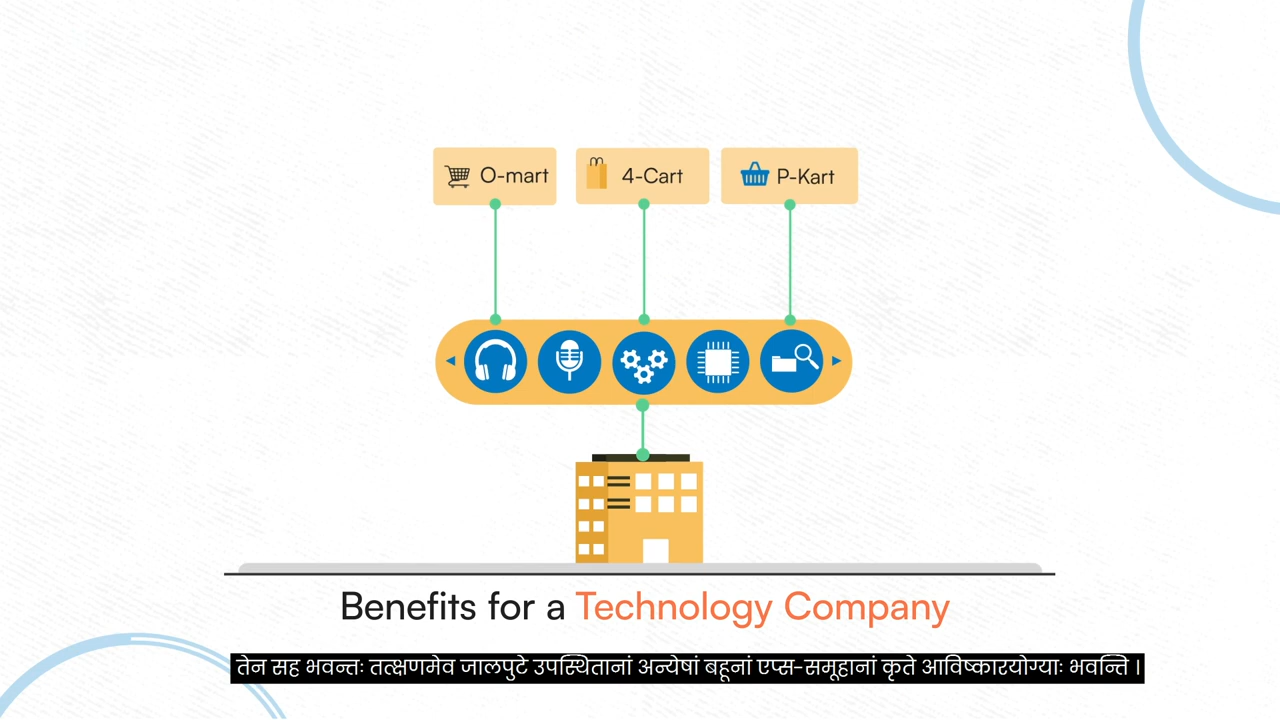 O-mart 4-Cart P-Kart
Benefits for a Technology Company
तेन सह भवन्तः तत्क्षणमेव जालपुटे उपस्थितानां अन्येषां बहूनां एप्स-समूहानां कृते आविष्कारयोग्याः भवन्ति ।